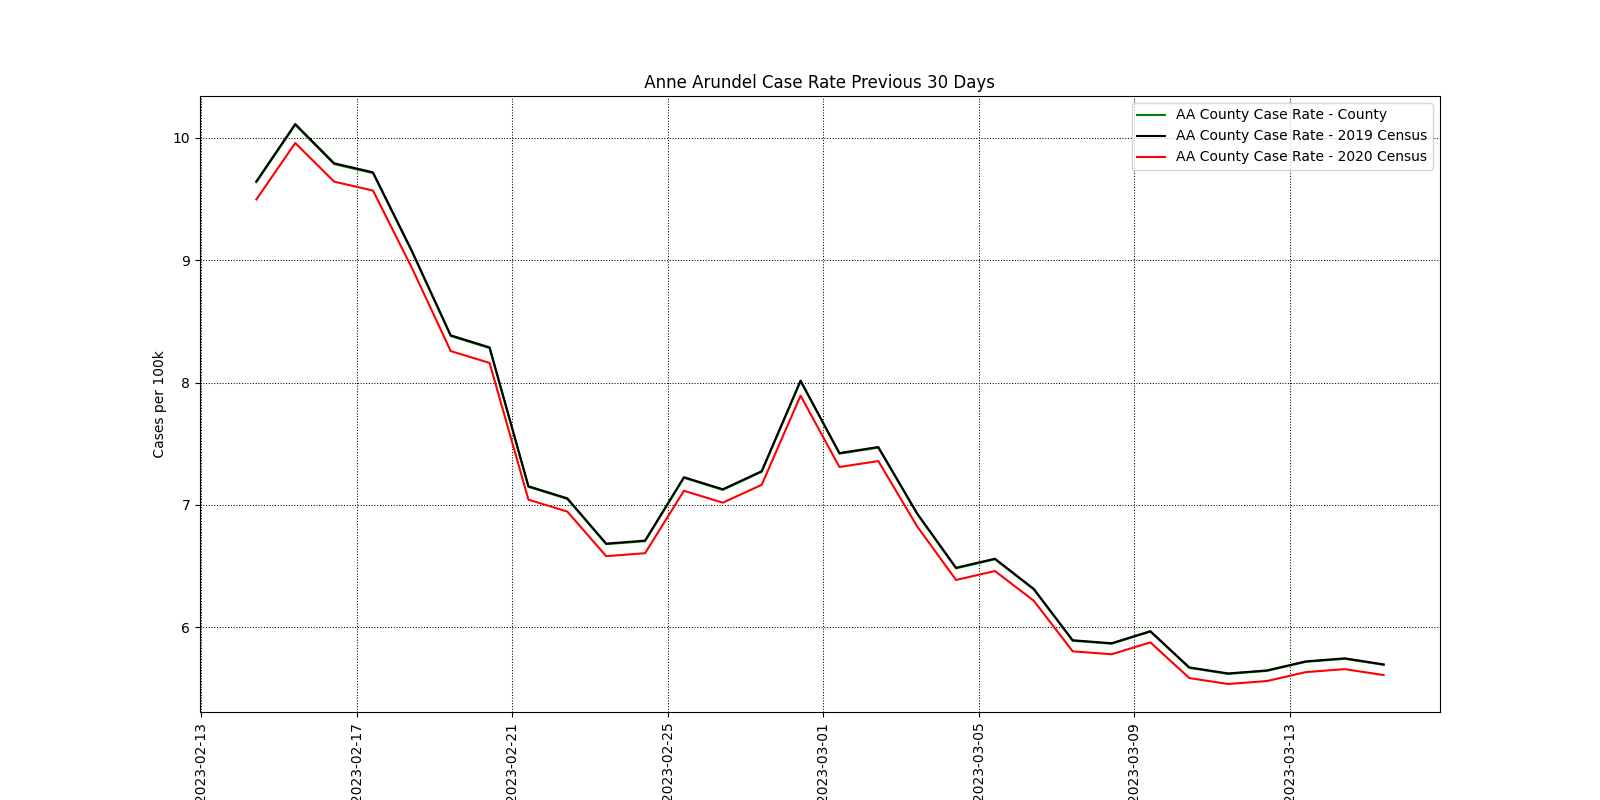 Anne Arundel Case Rate Previous 30 Days
AA County Case Rate - County
AA County Case Rate - 2019 Census
AA County Case Rate - 2020 Census
Cases per 100k
10
9
8
7
6
2023-02-13
2023-02-17
2023-02-21
2023-02-25
2023-03-01
2023-03-05
2023-03-09
2023-03-13